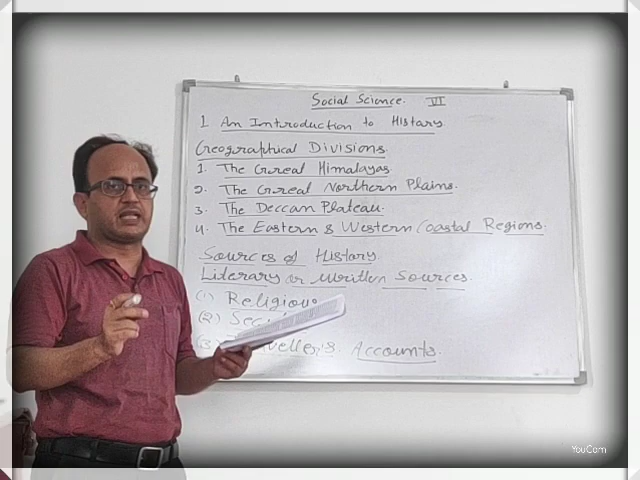 Social Science. VI
1 An Introduction to History.
Geographical Divisions.
1. The Great Himalayas.
2. The Great Northern Plains.
3. The Deccan Plateau.
4. The Eastern & Western Coastal Regions.
Sources of History.
Literary or written Sources.
(1) Religious
(2)
(3) Accounts.
YouCam